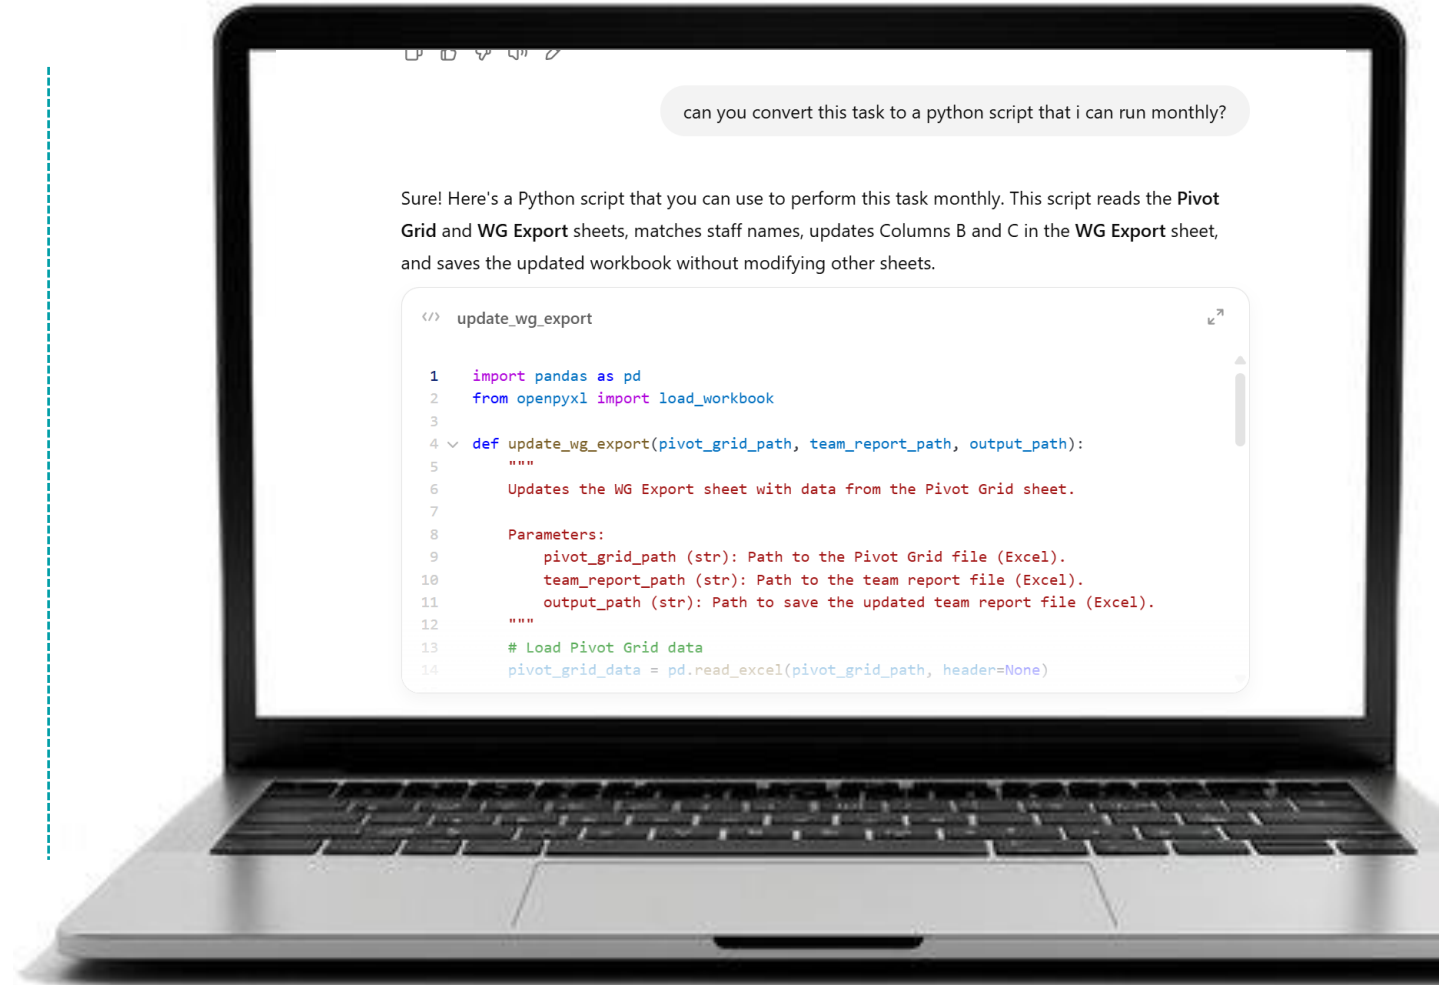 can you convert this task to a python script that i can run monthly?
Sure! Here's a Python script that you can use to perform this task monthly. This script reads the Pivot
Grid and WG Export sheets, matches staff names, updates Columns B and C in the WG Export sheet,
and saves the updated workbook without modifying other sheets.
</> update_wg_export
1 import pandas as pd
2 from openpyxl import load_workbook
3
4 def update_wg_export(pivot_grid_path, team_report_path, output_path):
5 """
6 Updates the WG Export sheet with data from the Pivot Grid sheet.
7
8 Parameters:
9 pivot_grid_path (str): Path to the Pivot Grid file (Excel).
10 team_report_path (str): Path to the team report file (Excel).
11 output_path (str): Path to save the updated team report file (Excel).
12 """
13 # Load Pivot Grid data
14 pivot_grid_data = pd.read_excel(pivot_grid_path, header=None)